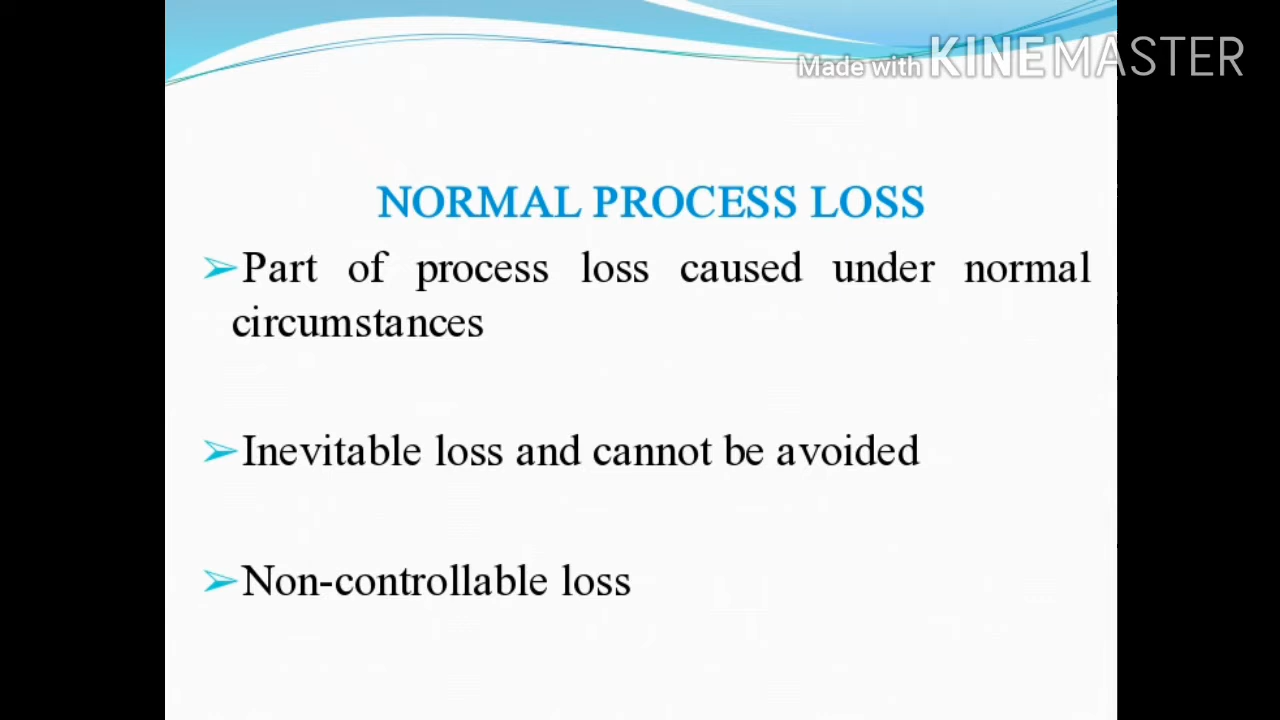 Made with KINEMASTER
NORMAL PROCESS LOSS
➢Part of process loss caused under normal
circumstances
➢Inevitable loss and cannot be avoided
➢Non-controllable loss